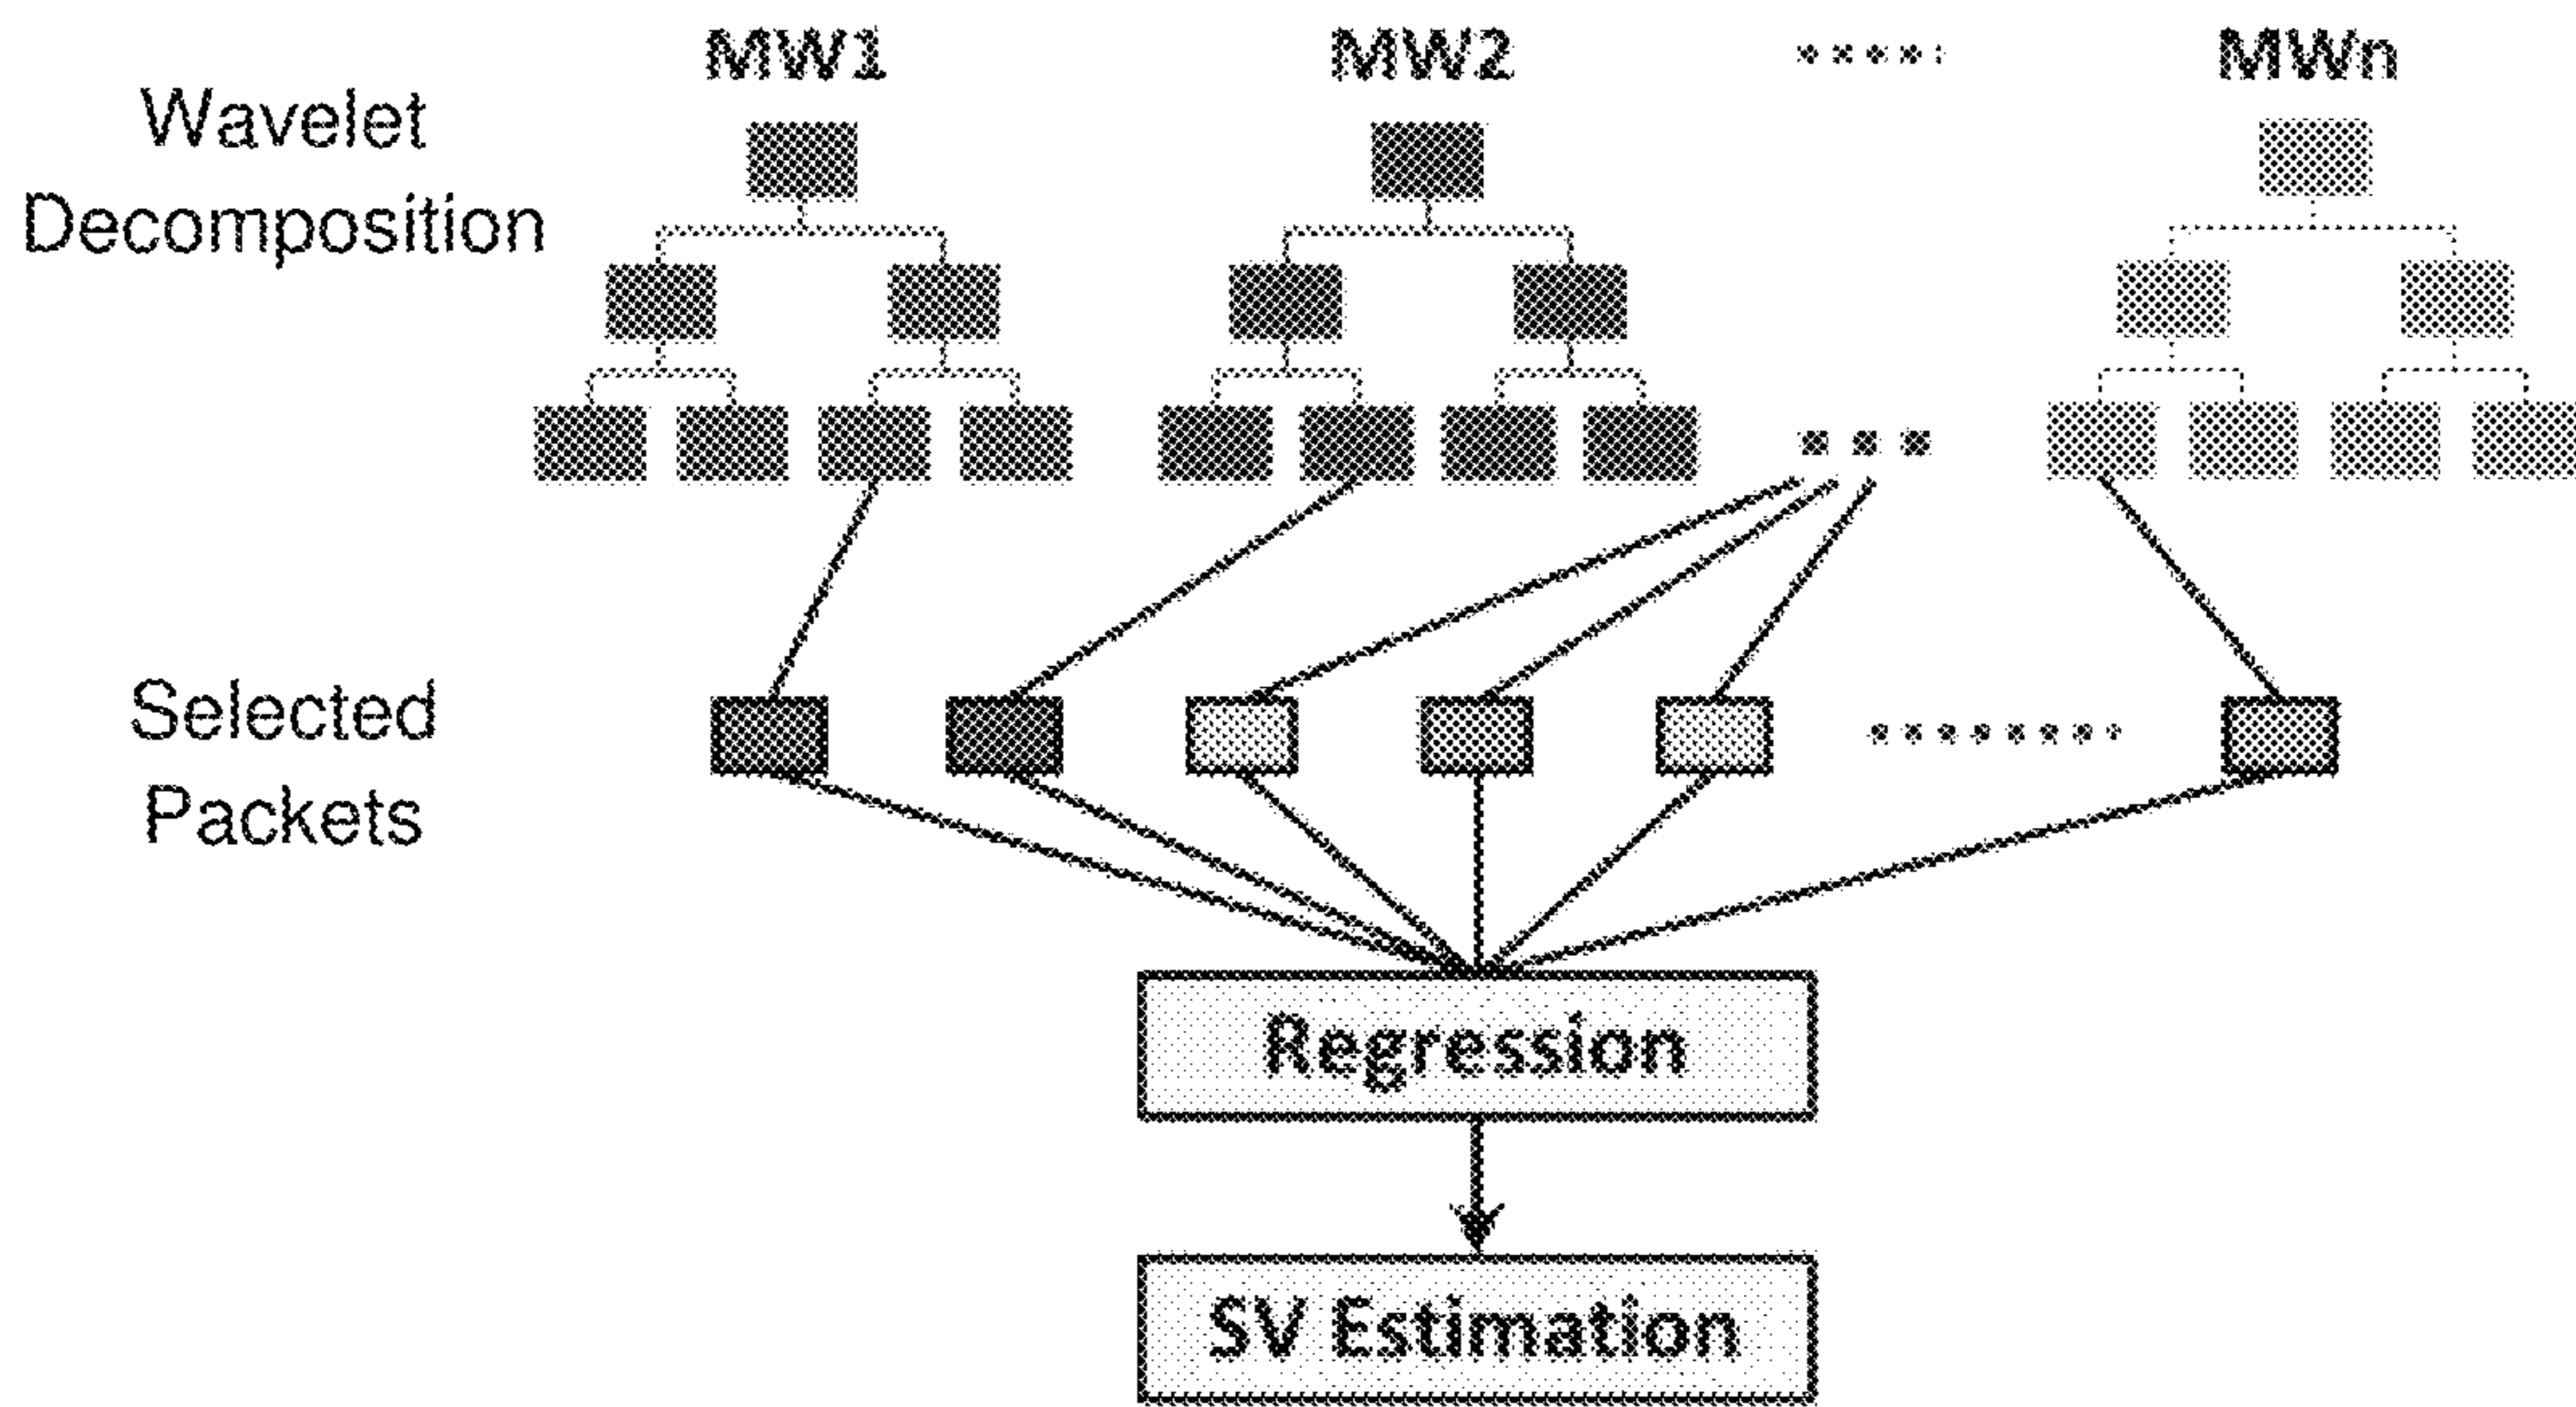 MW1 MW2 ..... MWn
Wavelet
Decomposition
Selected
Packets
Regression
SV Estimation